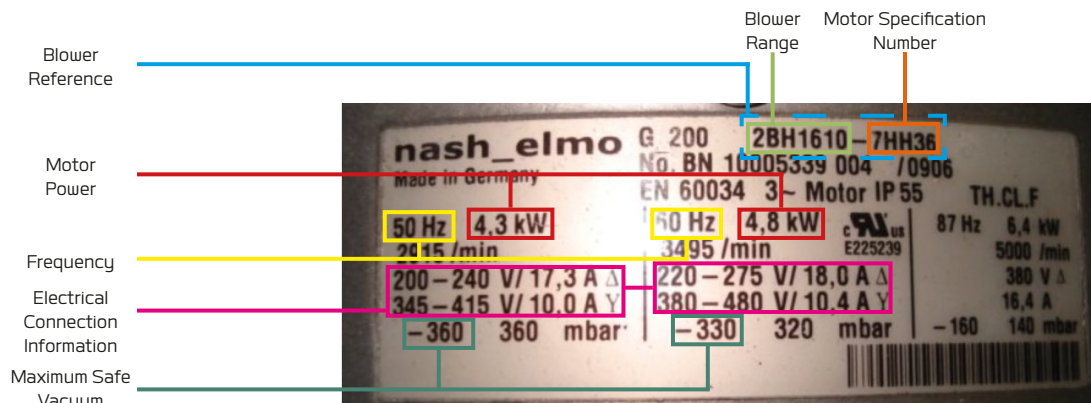 Blower
Range
Motor Specification
Number
Blower
Reference
Motor
Power
Frequency
Electrical
Connection
Information
Maximum Safe
Vacuum
nash_elmo
Made in Germany
G 200 2BH1610-7HH36
No. BN 10005339 004 /0906
EN 60034 3~ Motor IP 55 TH.CL.F
50 Hz 4.3 kW
2915 /min
200-240 V/ 17,3 A Δ
345-415 V/ 10,0 A Y
-360 360 mbar
60 Hz 4,8 kW
3495 /min
220-275 V/ 18,0 A Δ
380-480 V/ 10,4 A Y
-330 320 mbar
c RU us
E225239
87 Hz 6,4 kW
5000 /min
380 V Δ
16,4 A
-160 140 mbar